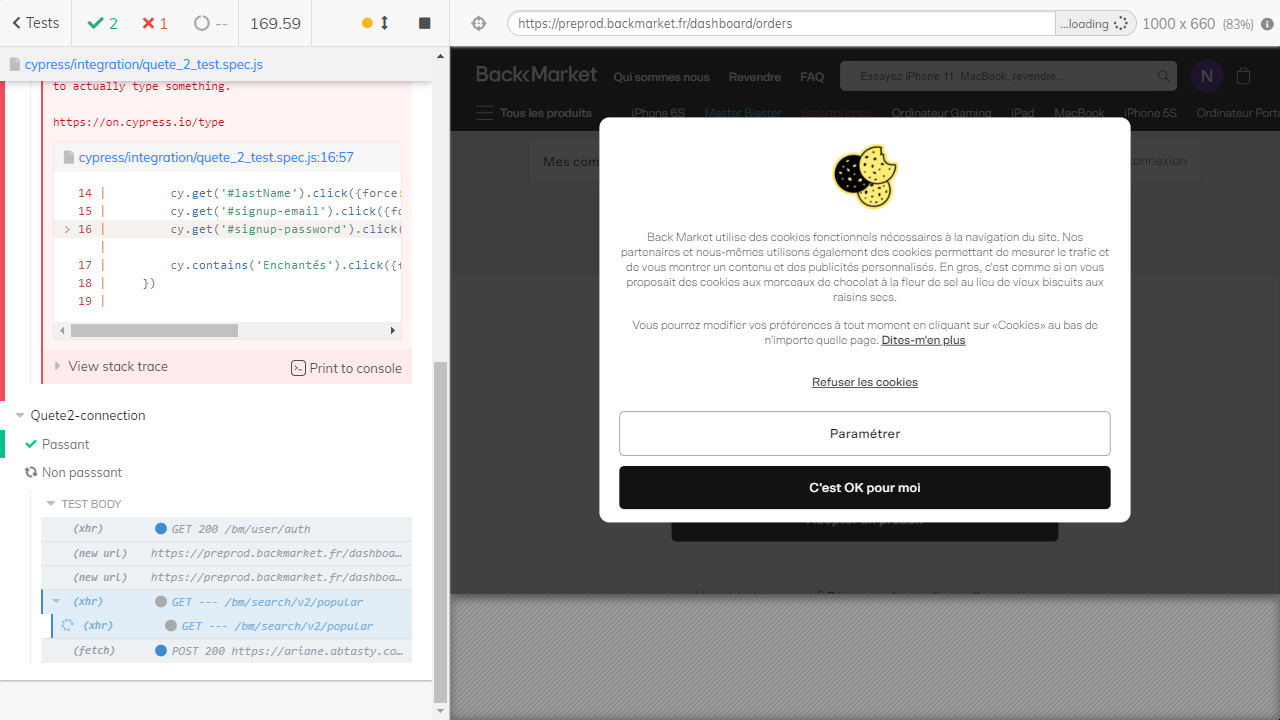 Tests
2
1
--
169.59
https://preprod.backmarket.fr/dashboard/orders
...loading
1000 x 660 (83%)
cypress/integration/quete_2_test.spec.js
to actually type something.
https://on.cypress.io/type
cypress/integration/quete_2_test.spec.js:16:57
14 | cy.get('#lastName').click({force:
15 | cy.get('#signup-email').click({fo
> 16 | cy.get('#signup-password').click(
|
17 | cy.contains('Enchantés').click({
18 | })
19 |
View stack trace
Print to console
Quete2-connection
Passant
Non passsant
TEST BODY
(xhr) GET 200 /bm/user/auth
(new url) https://preprod.backmarket.fr/dashboa...
(new url) https://preprod.backmarket.fr/dashboa...
(xhr) GET --- /bm/search/v2/popular
(xhr) GET --- /bm/search/v2/popular
(fetch) POST 200 https://ariane.abtasty.co...
Back Market
Qui sommes nous
Revendre
FAQ
Essayez iPhone 11, MacBook, revendre...
N
Tous les produits
iPhone 6S
Master Blaster
Smartphones
Ordinateur Gaming
iPad
MacBook
iPhone 5S
Ordinateur Porta
Mes com
connexion
Back Market utilise des cookies fonctionnels nécessaires à la navigation du site. Nos
partenaires et nous-mêmes utilisons également des cookies permettant de mesurer le trafic et
de vous montrer un contenu et des publicités personnalisés. En gros, c'est comme si on vous
proposait des cookies aux morceaux de chocolat à la fleur de sel au lieu de vieux biscuits aux
raisins secs.
Vous pourrez modifier vos préférences à tout moment en cliquant sur «Cookies» au bas de
n'importe quelle page. Dites-m'en plus
Refuser les cookies
Paramétrer
C'est OK pour moi